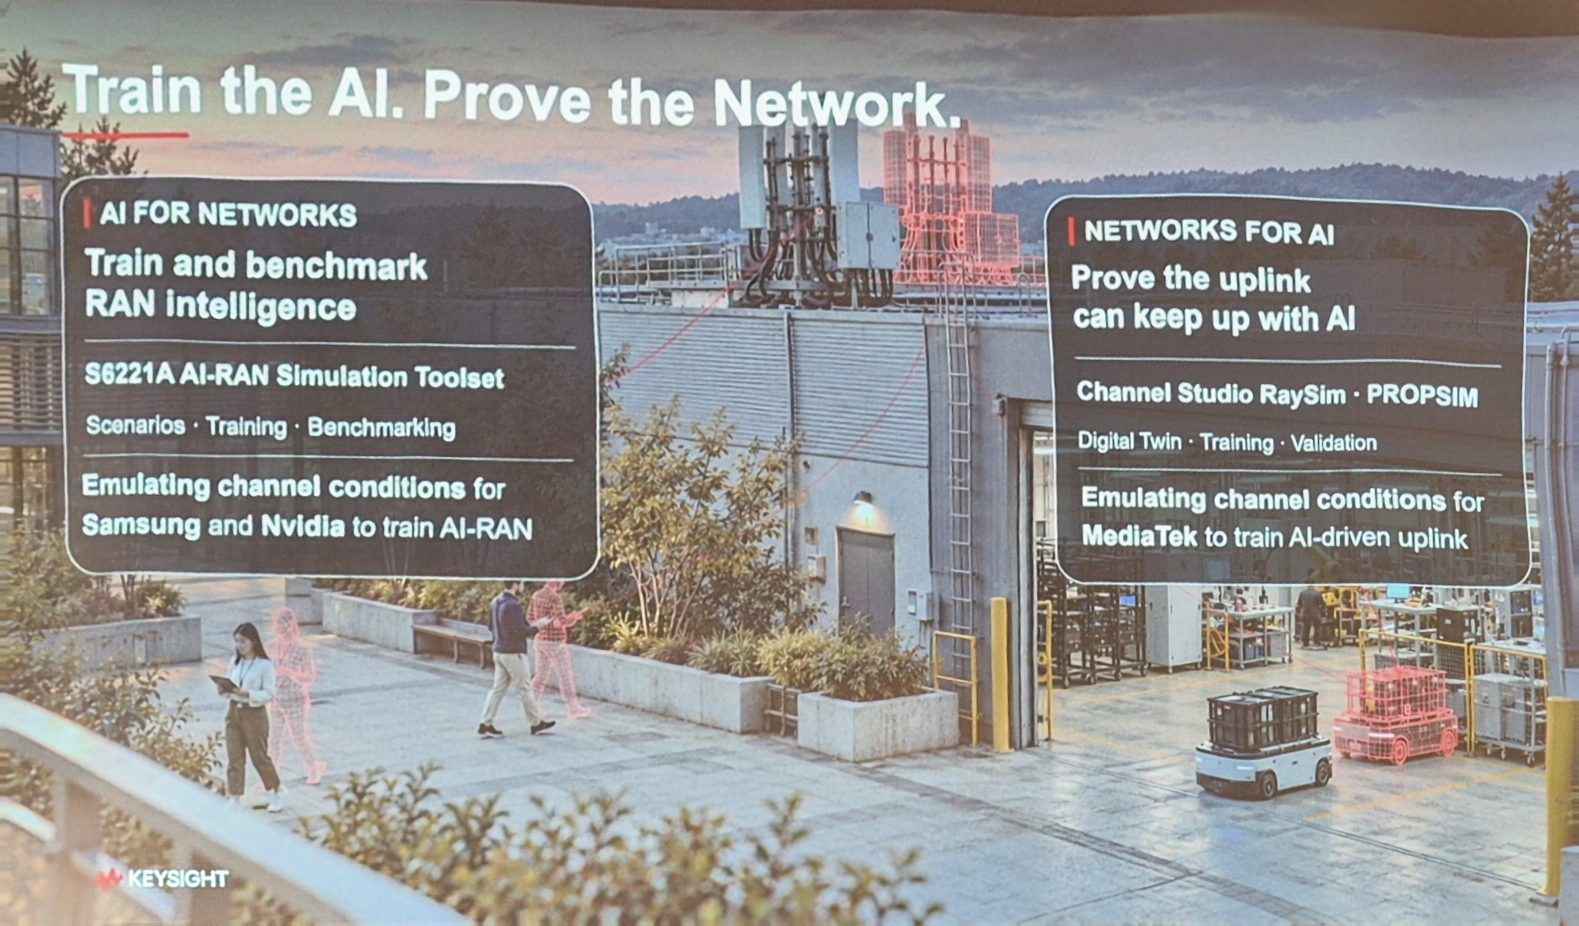 Train the AI. Prove the Network.
AI FOR NETWORKS
Train and benchmark
RAN intelligence
S6221A AI-RAN Simulation Toolset
Scenarios · Training · Benchmarking
Emulating channel conditions for
Samsung and Nvidia to train AI-RAN
NETWORKS FOR AI
Prove the uplink
can keep up with AI
Channel Studio RaySim · PROPSIM
Digital Twin · Training · Validation
Emulating channel conditions for
MediaTek to train AI-driven uplink
KEYSIGHT